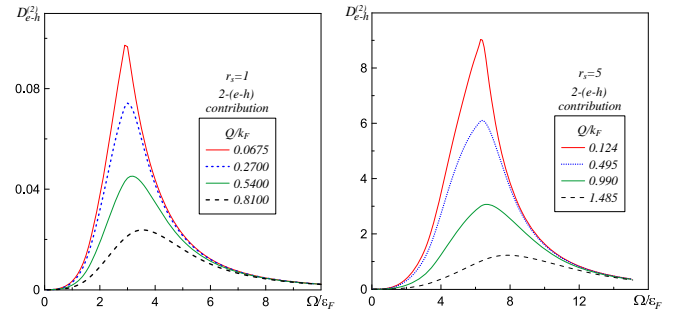 D_{e-h}^{(2)}
0.08
0.04
0
0
2
4
6
8
Ω/ε_F
r_s=1
2-(e-h)
contribution
Q/k_F
0.0675
0.2700
0.5400
0.8100
D_{e-h}^{(2)}
8
6
4
2
0
0
4
8
12
Ω/ε_F
r_s=5
2-(e-h)
contribution
Q/k_F
0.124
0.495
0.990
1.485